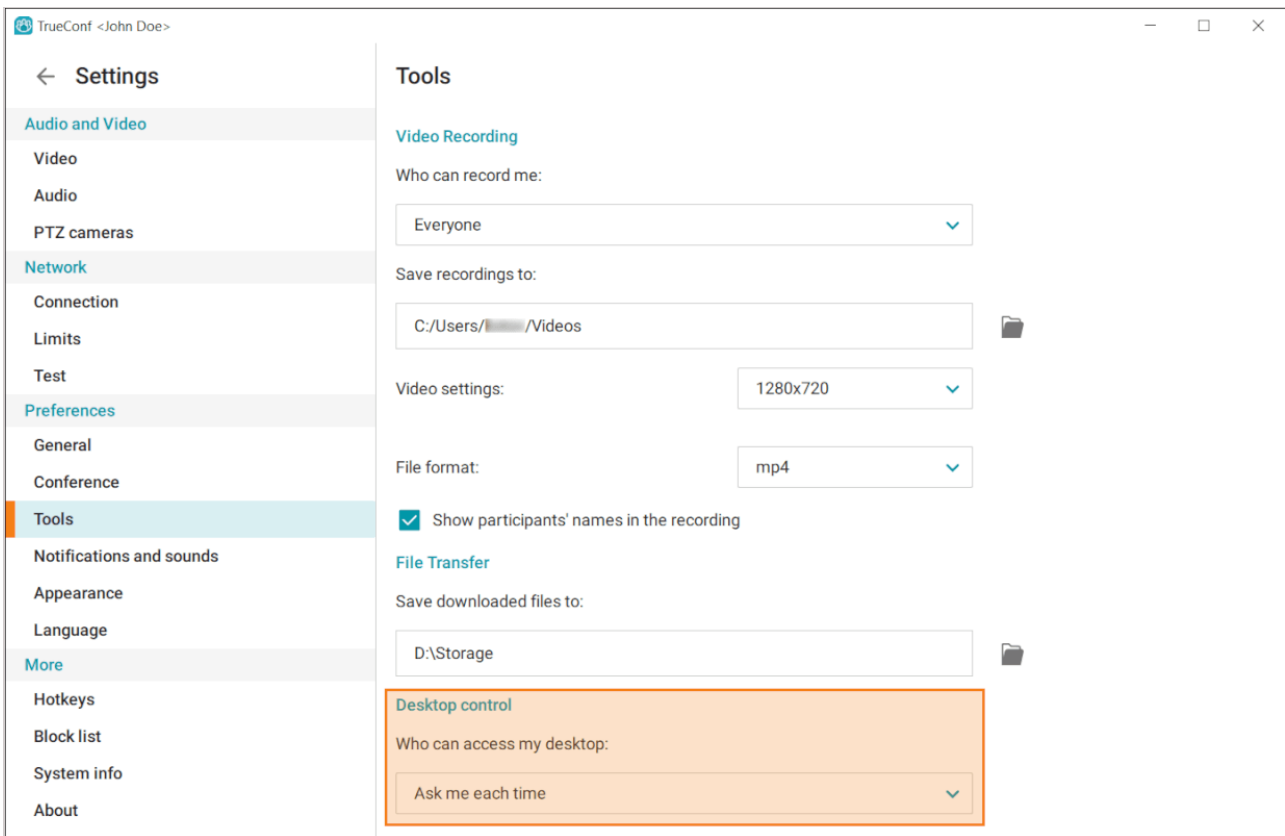 TrueConf <John Doe>
Settings
Audio and Video
Video
Audio
PTZ cameras
Network
Connection
Limits
Test
Preferences
General
Conference
Tools
Notifications and sounds
Appearance
Language
More
Hotkeys
Block list
System info
About
Tools
Video Recording
Who can record me:
Everyone
Save recordings to:
C:/Users/ /Videos
Video settings:
1280x720
File format:
mp4
Show participants' names in the recording
File Transfer
Save downloaded files to:
D:\Storage
Desktop control
Who can access my desktop:
Ask me each time